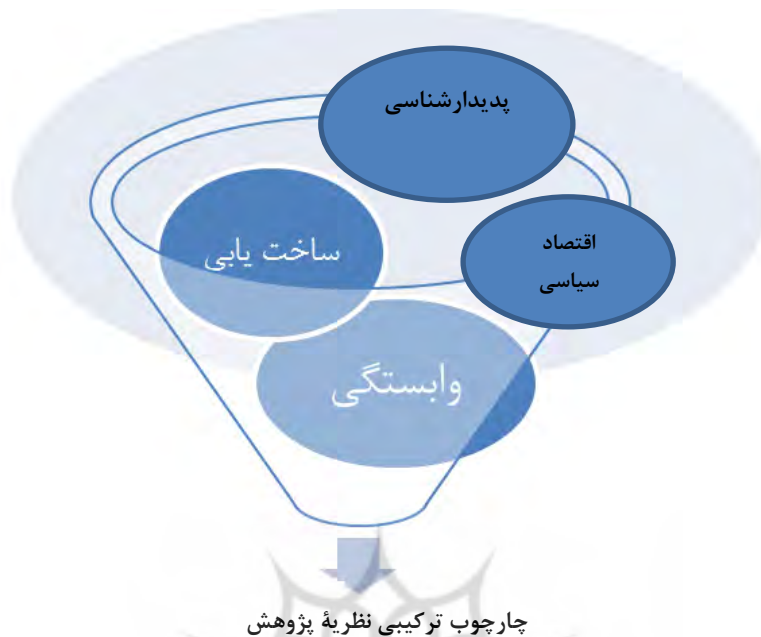 پدیدارشناسی
ساخت یابی
اقتصاد
سیاسی
وابستگی
چارچوب ترکیبی نظریهٔ پژوهش